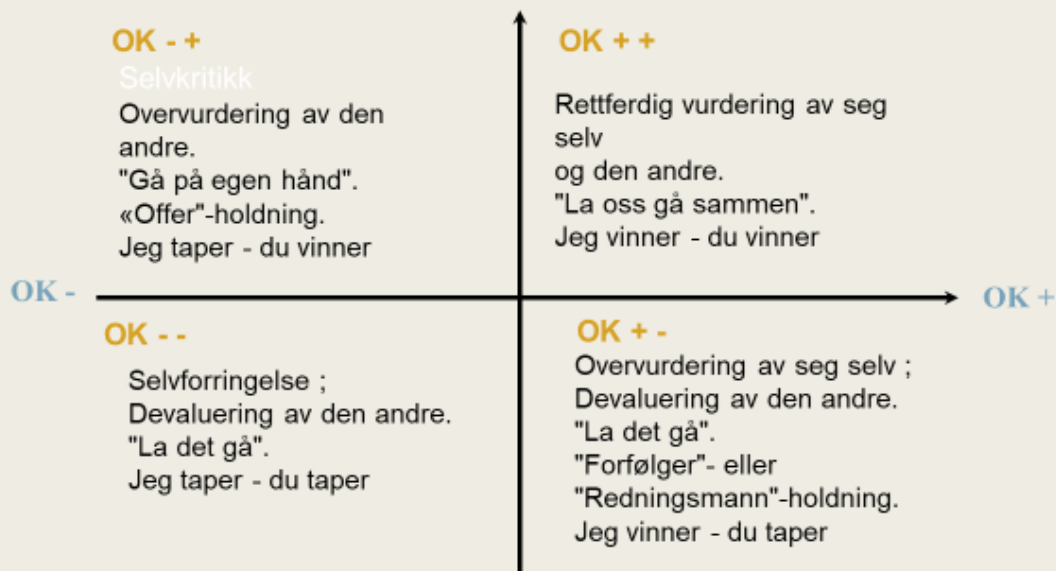 OK - +
Selvkritikk
Overvurdering av den
andre.
"Gå på egen hånd".
«Offer"-holdning.
Jeg taper - du vinner
OK + +
Rettferdig vurdering av seg
selv
og den andre.
"La oss gå sammen".
Jeg vinner - du vinner
OK -
OK +
OK - -
Selvforringelse ;
Devaluering av den andre.
"La det gå".
Jeg taper - du taper
OK + -
Overvurdering av seg selv ;
Devaluering av den andre.
"La det gå".
"Forfølger"- eller
"Redningsmann"-holdning.
Jeg vinner - du taper